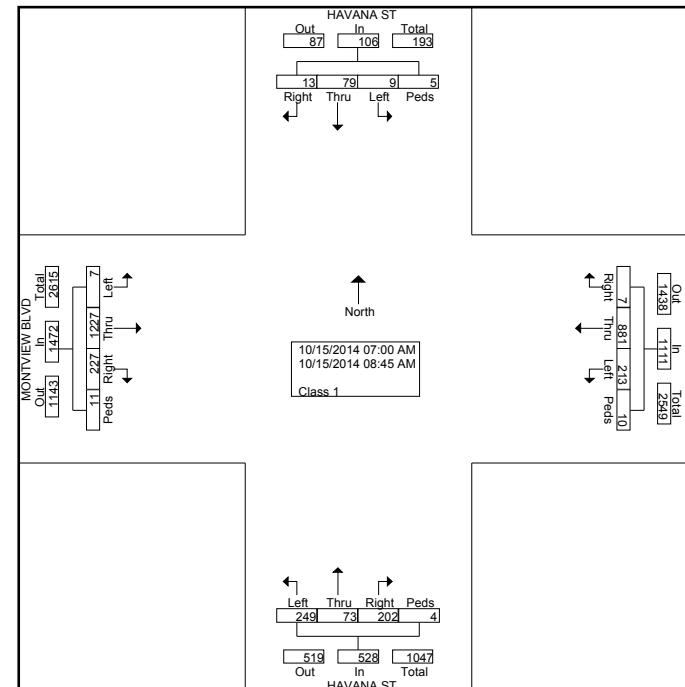 HAVANA ST
Out In Total
87 106 193
13 79 9 5
Right Thru Left Peds
MONTVIEW BLVD
Total In Out
2615 1472 1143
7 1227 227 11
Left Thru Right Peds
North
10/15/2014 07:00 AM
10/15/2014 08:45 AM
Class 1
Right Thru Left Peds
7 881 213 10
1438 1111 2549
Out In Total
Left Thru Right Peds
249 73 202 4
519 528 1047
Out In Total
HAVANA ST